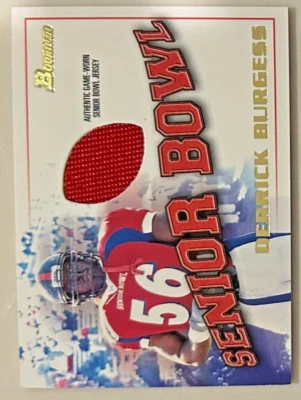 Bowman
AUTHENTIC GAME-WORN
SENIOR BOWL JERSEY
SENIOR BOWL
DERRICK BURGESS
56